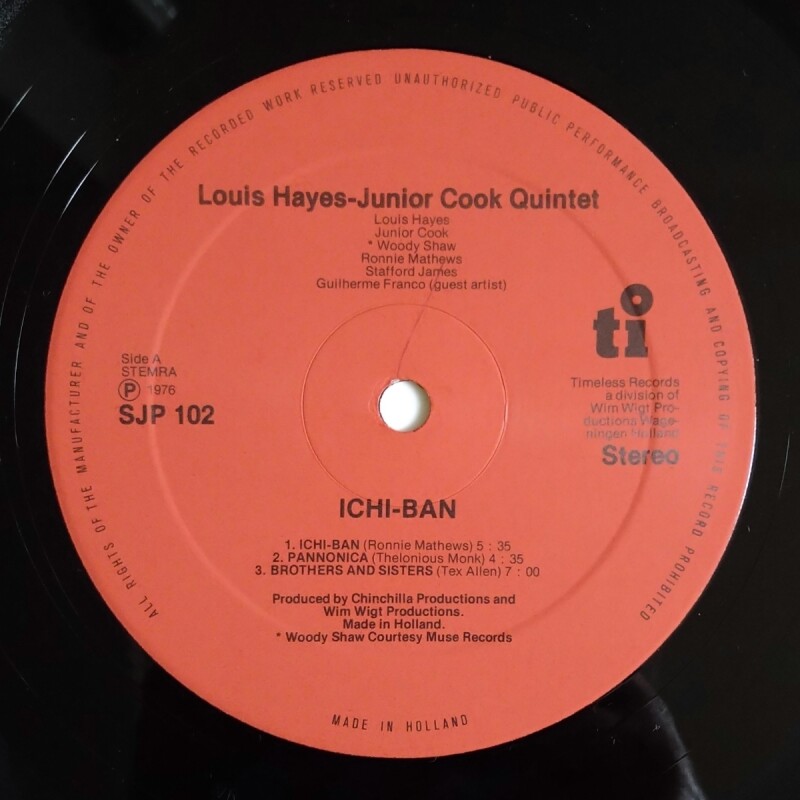 ALL RIGHTS OF THE MANUFACTURER AND OF THE OWNER OF THE RECORDED WORK RESERVED UNAUTHORIZED PUBLIC PERFORMANCE BROADCASTING AND COPYING OF THIS RECORD PROHIBITED
Louis Hayes-Junior Cook Quintet
Louis Hayes
Junior Cook
* Woody Shaw
Ronnie Mathews
Stafford James
Guilherme Franco (guest artist)
ti
Side A
STEMRA
Ⓟ 1976
SJP 102
Timeless Records
a division of
Wim Wigt Pro-
ductions Wage-
ningen Holland
Stereo
ICHI-BAN
1. ICHI-BAN (Ronnie Mathews) 5 : 35
2. PANNONICA (Thelonious Monk) 4 : 35
3. BROTHERS AND SISTERS (Tex Allen) 7 : 00
Produced by Chinchilla Productions and
Wim Wigt Productions.
Made in Holland.
* Woody Shaw Courtesy Muse Records
MADE IN HOLLAND